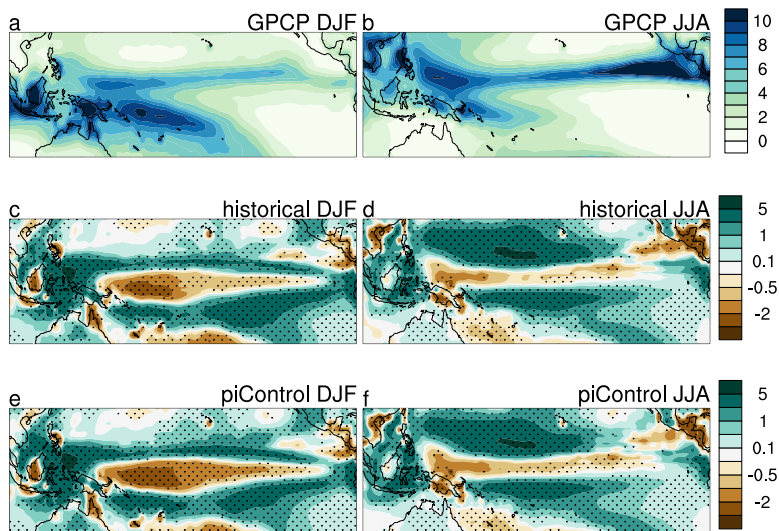 a GPCP DJF
b GPCP JJA
10
8
6
4
2
0
c historical DJF
d historical JJA
5
1
0.1
-0.5
-2
e piControl DJF
f piControl JJA
5
1
0.1
-0.5
-2